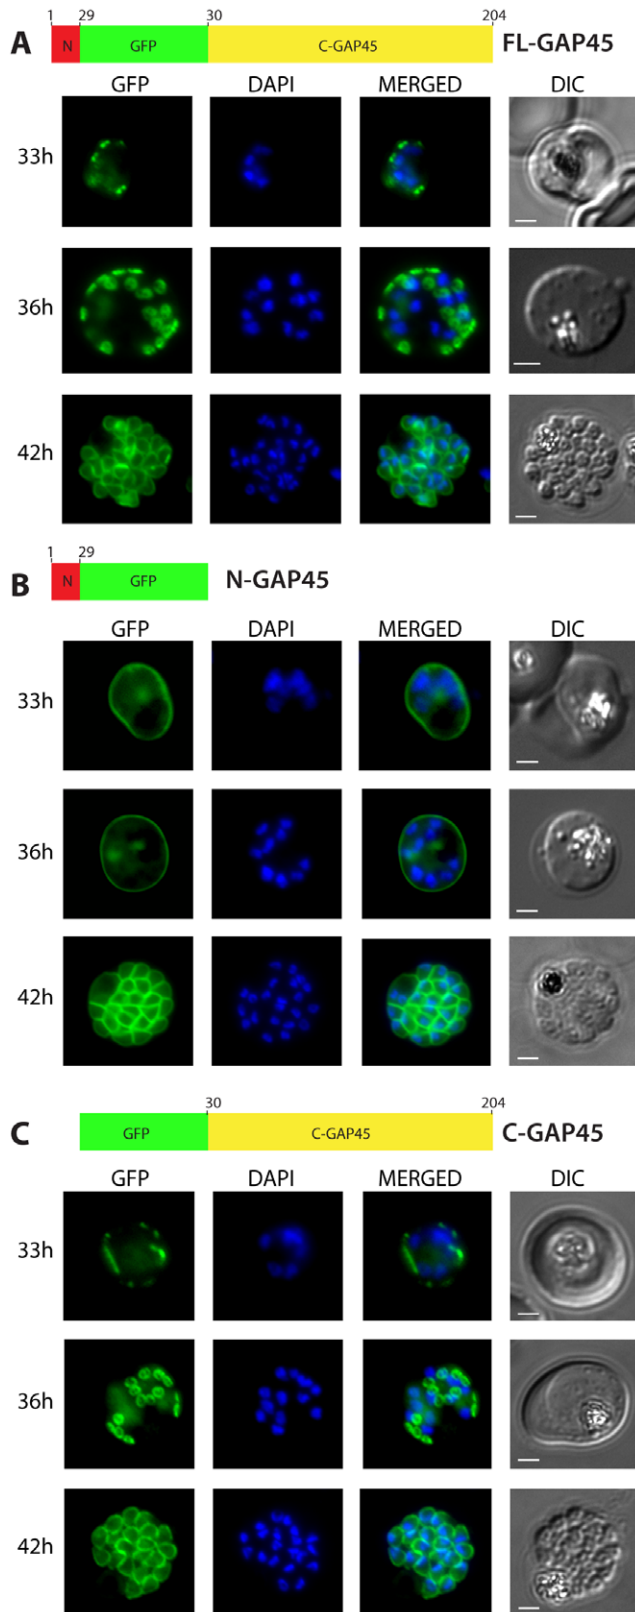 1 29 30 204
A N GFP C-GAP45 FL-GAP45
GFP DAPI MERGED DIC
33h
36h
42h
1 29
B N GFP N-GAP45
GFP DAPI MERGED DIC
33h
36h
42h
30 204
C GFP C-GAP45 C-GAP45
GFP DAPI MERGED DIC
33h
36h
42h